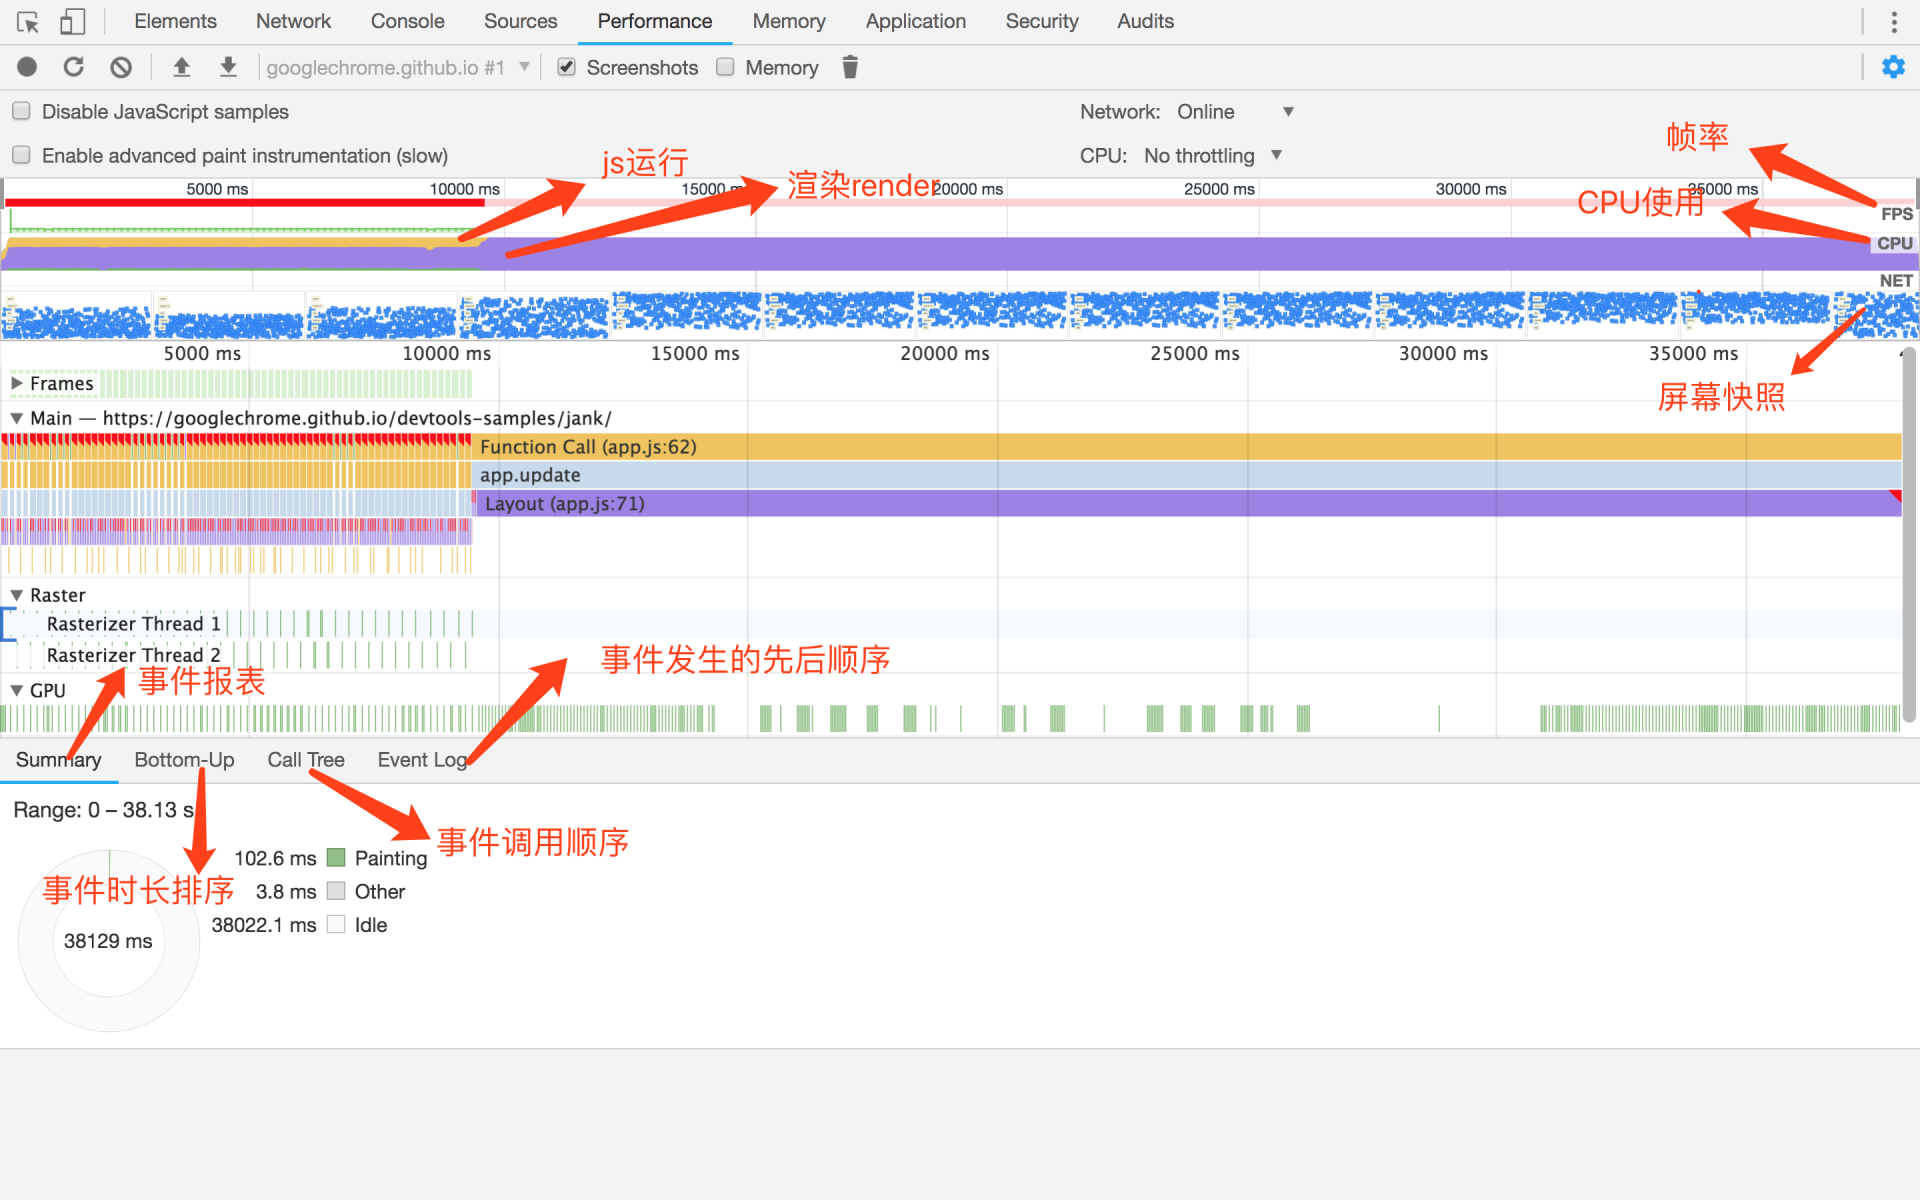 Elements Network Console Sources Performance Memory Application Security Audits
googlechrome.github.io #1 Screenshots Memory
Disable JavaScript samples Network: Online
Enable advanced paint instrumentation (slow) CPU: No throttling
js运行
渲染render
帧率
CPU使用
5000 ms 10000 ms 15000 m 20000 ms 25000 ms 30000 ms 35000 ms
FPS
CPU
NET
5000 ms 10000 ms 15000 ms 20000 ms 25000 ms 30000 ms 35000 ms
屏幕快照
Frames
Main — https://googlechrome.github.io/devtools-samples/jank/
Function Call (app.js:62)
app.update
Layout (app.js:71)
Raster
Rasterizer Thread 1
Rasterizer Thread 2
事件发生的先后顺序
事件报表
GPU
Summary Bottom-Up Call Tree Event Log
Range: 0 – 38.13 s
事件调用顺序
102.6 ms Painting
事件时长排序
3.8 ms Other
38022.1 ms Idle
38129 ms